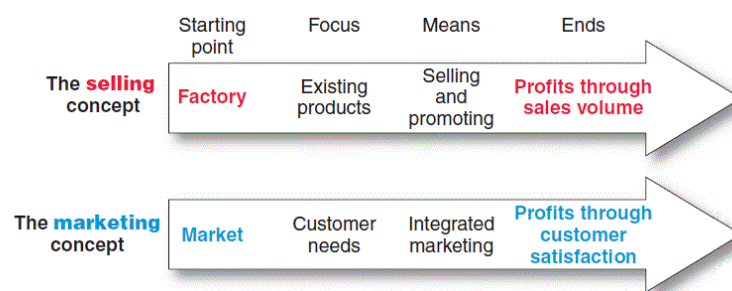 Starting point
Focus
Means
Ends
The selling concept
Factory
Existing products
Selling and promoting
Profits through sales volume
The marketing concept
Market
Customer needs
Integrated marketing
Profits through customer satisfaction